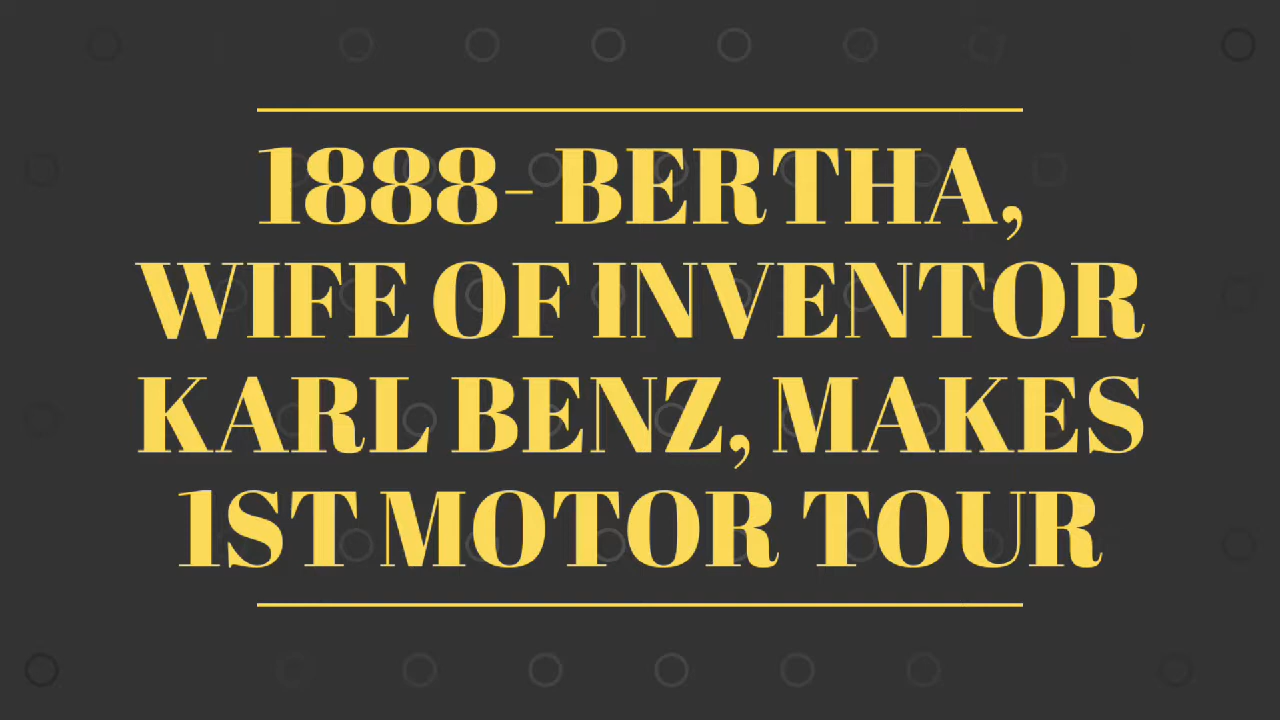 1888- BERTHA,
WIFE OF INVENTOR
KARL BENZ, MAKES
1ST MOTOR TOUR